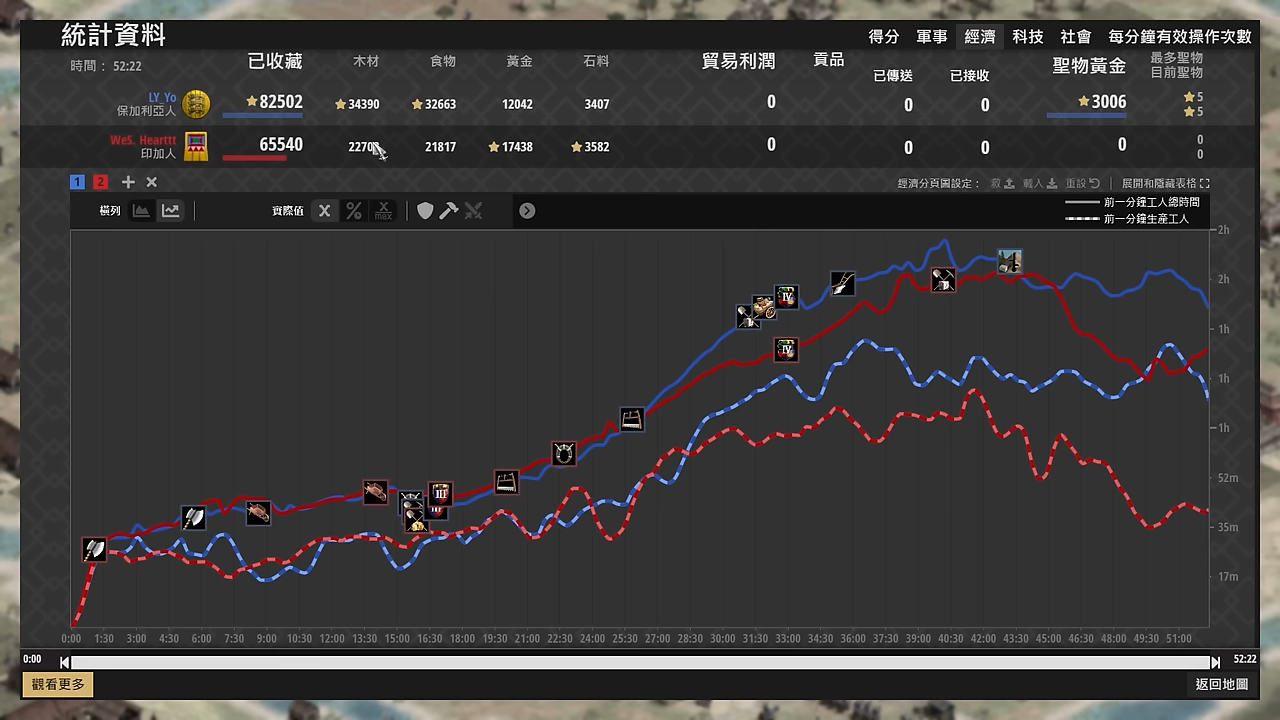 統計資料
得分 軍事 經濟 科技 社會 每分鐘有效操作次數
時間： 52:22
已收藏 木材 食物 黃金 石料 貿易利潤 貢品 已傳送 已接收 聖物黃金 最多聖物 目前聖物
LY_Yo
保加利亞人
82502 34390 32663 12042 3407 0 0 0 3006 5 5
WeS. Hearttt
印加人
65540 21817 17438 3582 0 0 0 0 0 0
1 2
經濟分頁圖設定： 載入 重設 展開和隱藏表格
橫列 實際值 X % X max
前一分鐘工人總時間
前一分鐘生產工人
2h
2h
1h
1h
1h
52m
35m
17m
IV
IV
III
III
0:00 1:30 3:00 4:30 6:00 7:30 9:00 10:30 12:00 13:30 15:00 16:30 18:00 19:30 21:00 22:30 24:00 25:30 27:00 28:30 30:00 31:30 33:00 34:30 36:00 37:30 39:00 40:30 42:00 43:30 45:00 46:30 48:00 49:30 51:00
0:00 52:22
觀看更多 返回地圖